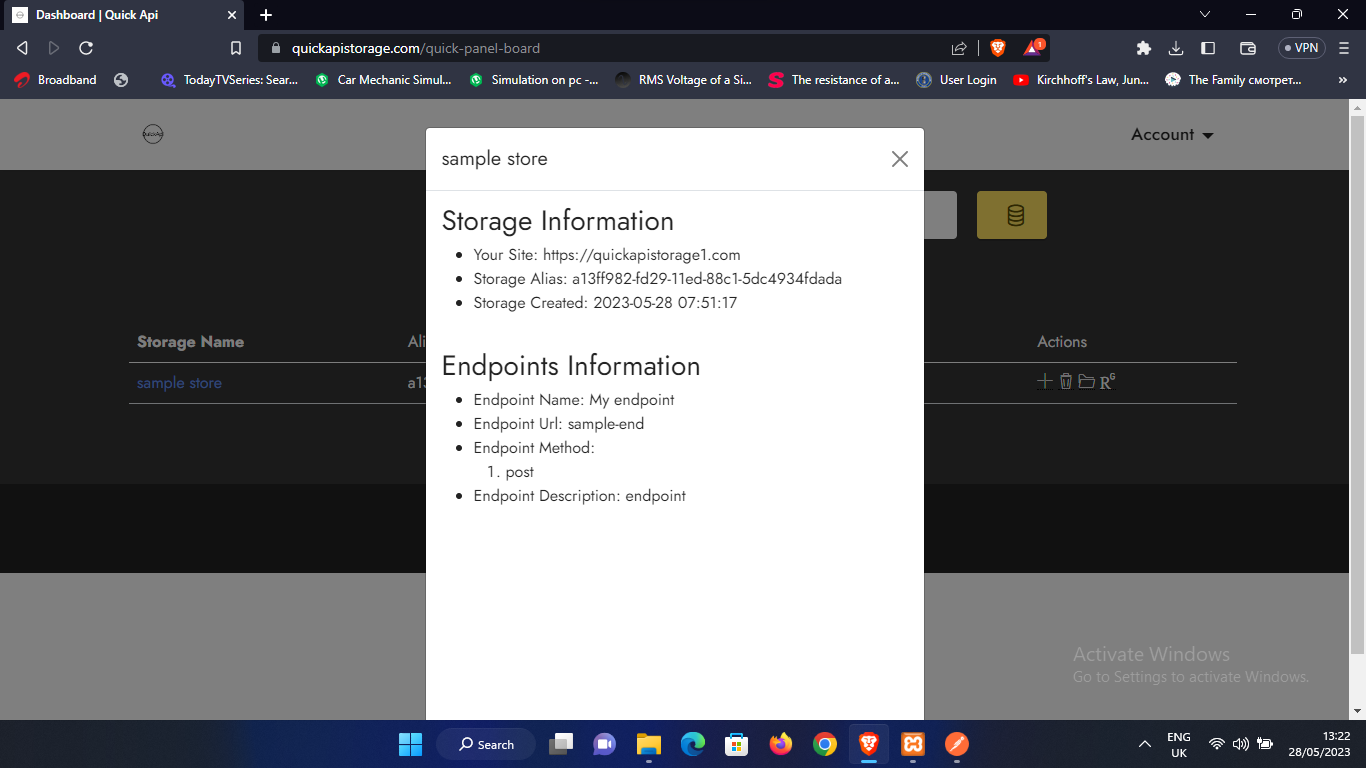 Dashboard | Quick Api
quickapistorage.com/quick-panel-board
1
VPN
Broadband
TodayTVSeries: Sear...
Car Mechanic Simul...
Simulation on pc -...
RMS Voltage of a Si...
The resistance of a...
User Login
Kirchhoff's Law, Jun...
The Family смотрет...
Account
sample store
Storage Information
Your Site: https://quickapistorage1.com
Storage Alias: a13ff982-fd29-11ed-88c1-5dc4934fdada
Storage Created: 2023-05-28 07:51:17
Storage Name
Ali
Actions
Endpoints Information
sample store
a13
R^G
Endpoint Name: My endpoint
Endpoint Url: sample-end
Endpoint Method:
1. post
Endpoint Description: endpoint
Activate Windows
Go to Settings to activate Windows.
Search
ENG
UK
13:22
28/05/2023